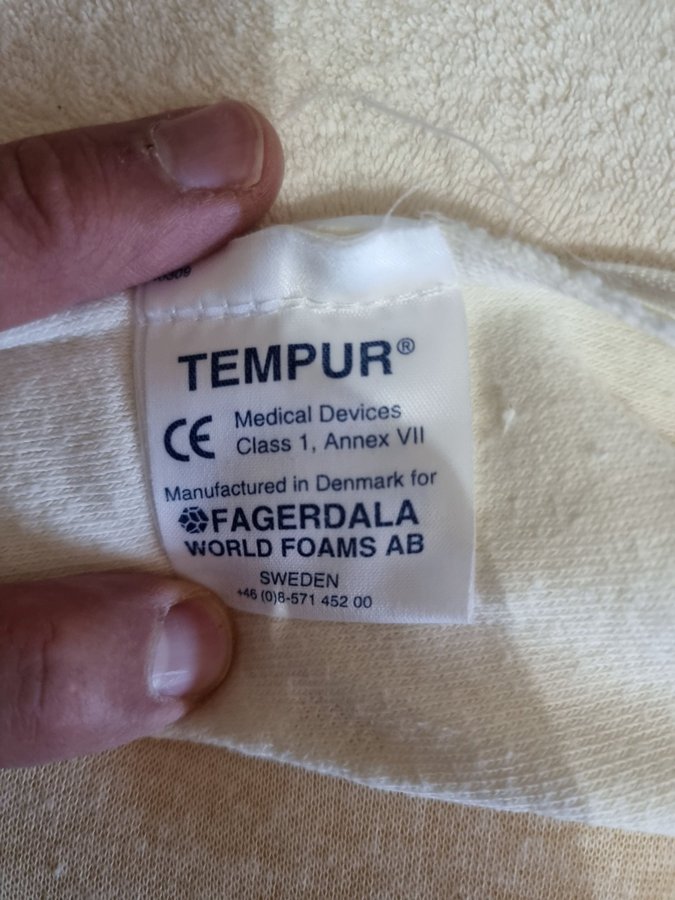 TEMPUR®
CE Medical Devices
Class 1, Annex VII
Manufactured in Denmark for
FAGERDALA
WORLD FOAMS AB
SWEDEN
+46 (0)8-571 452 00